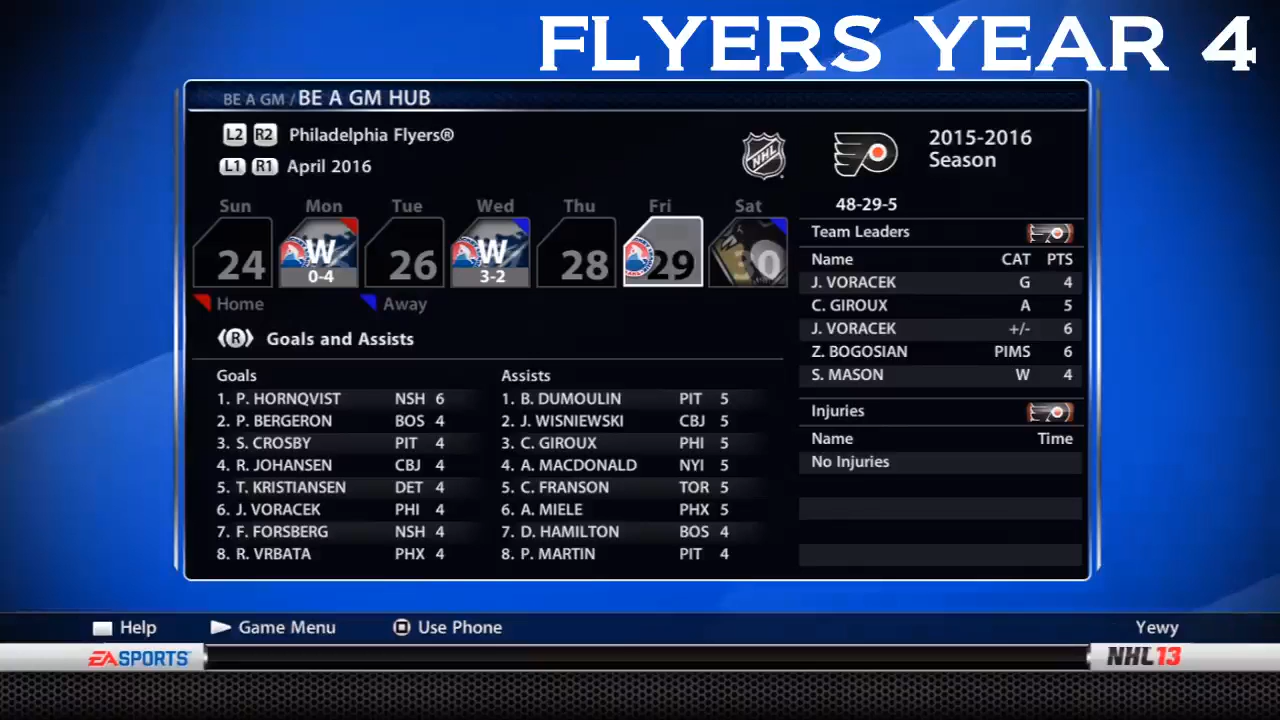 FLYERS YEAR 4
BE A GM / BE A GM HUB
L2 R2 Philadelphia Flyers®
L1 R1 April 2016
NHL
2015-2016
Season
48-29-5
Sun Mon Tue Wed Thu Fri Sat
24 W 26 W 28 29 30
0-4 3-2
Home Away
R Goals and Assists
Goals
1. P. HORNQVIST NSH 6
2. P. BERGERON BOS 4
3. S. CROSBY PIT 4
4. R. JOHANSEN CBJ 4
5. T. KRISTIANSEN DET 4
6. J. VORACEK PHI 4
7. F. FORSBERG NSH 4
8. R. VRBATA PHX 4
Assists
1. B. DUMOULIN PIT 5
2. J. WISNIEWSKI CBJ 5
3. C. GIROUX PHI 5
4. A. MACDONALD NYI 5
5. C. FRANSON TOR 5
6. A. MIELE PHX 5
7. D. HAMILTON BOS 4
8. P. MARTIN PIT 4
Team Leaders
Name CAT PTS
J. VORACEK G 4
C. GIROUX A 5
J. VORACEK +/- 6
Z. BOGOSIAN PIMS 6
S. MASON W 4
Injuries
Name Time
No Injuries
Help Game Menu Use Phone Yewy
EA SPORTS NHL 13